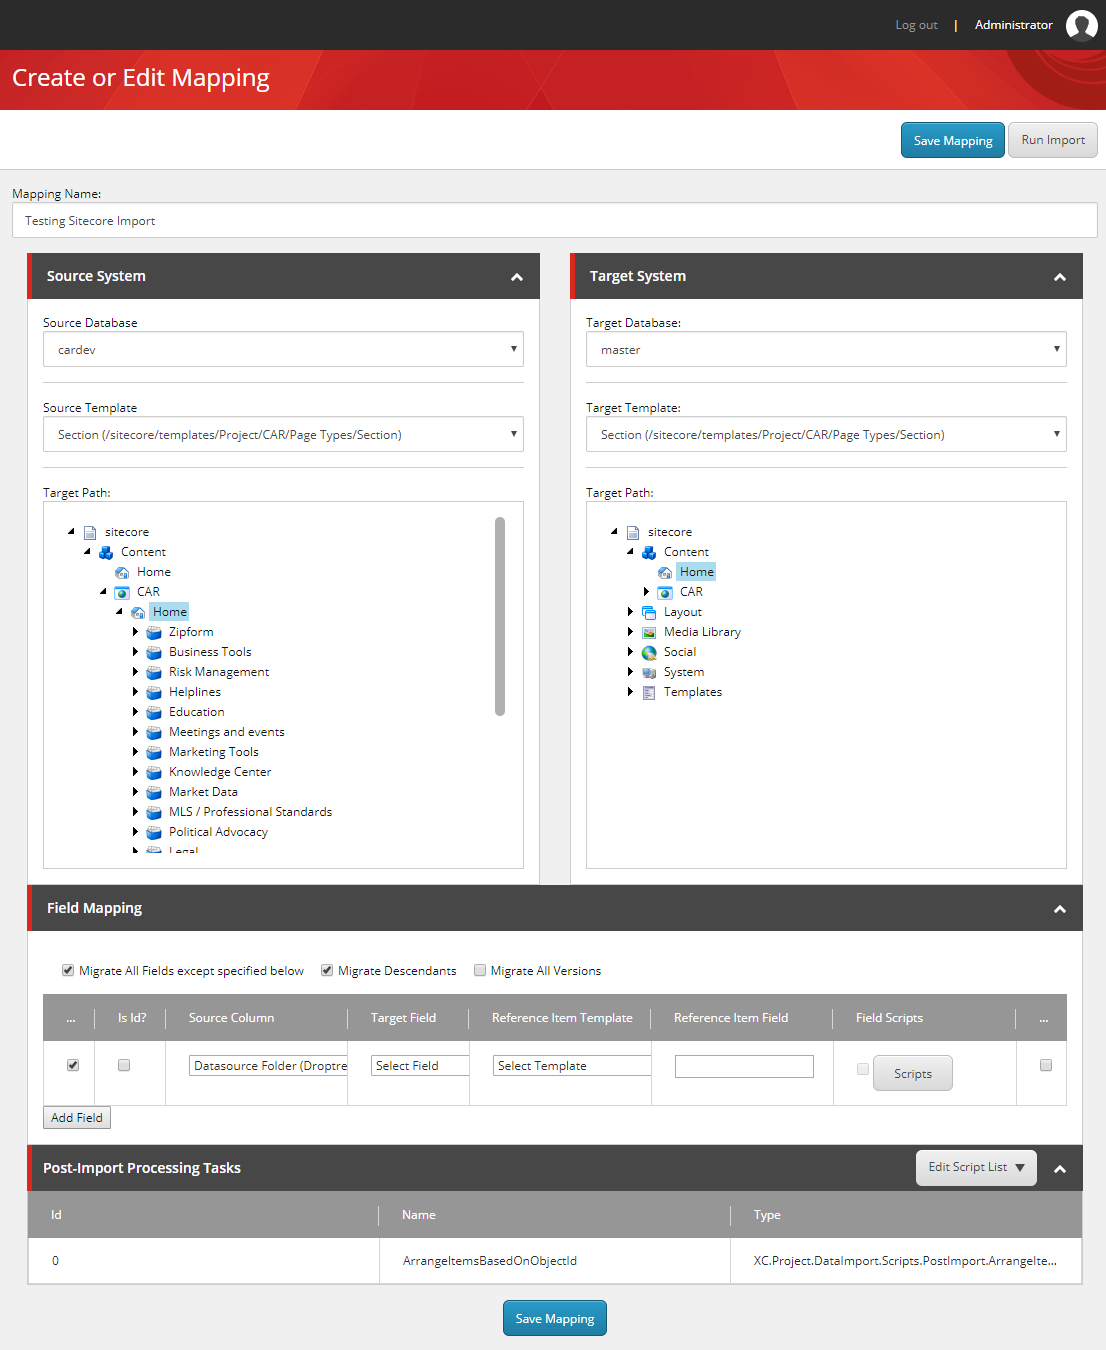 Log out | Administrator
Create or Edit Mapping
Save Mapping Run Import
Mapping Name:
Testing Sitecore Import
Source System
Source Database
cardev
Source Template
Section (/sitecore/templates/Project/CAR/Page Types/Section)
Target Path:
sitecore
Content
Home
CAR
Home
Zipform
Business Tools
Risk Management
Helplines
Education
Meetings and events
Marketing Tools
Knowledge Center
Market Data
MLS / Professional Standards
Political Advocacy
Legal
Target System
Target Database:
master
Target Template:
Section (/sitecore/templates/Project/CAR/Page Types/Section)
Target Path:
sitecore
Content
Home
CAR
Layout
Media Library
Social
System
Templates
Field Mapping
Migrate All Fields except specified below Migrate Descendants Migrate All Versions
... Is Id? Source Column Target Field Reference Item Template Reference Item Field Field Scripts ...
Datasource Folder (Droptre Select Field Select Template Scripts
Add Field
Post-Import Processing Tasks Edit Script List
Id Name Type
0 ArrangeItemsBasedOnObjectId XC.Project.DataImport.Scripts.PostImport.ArrangeIte...
Save Mapping